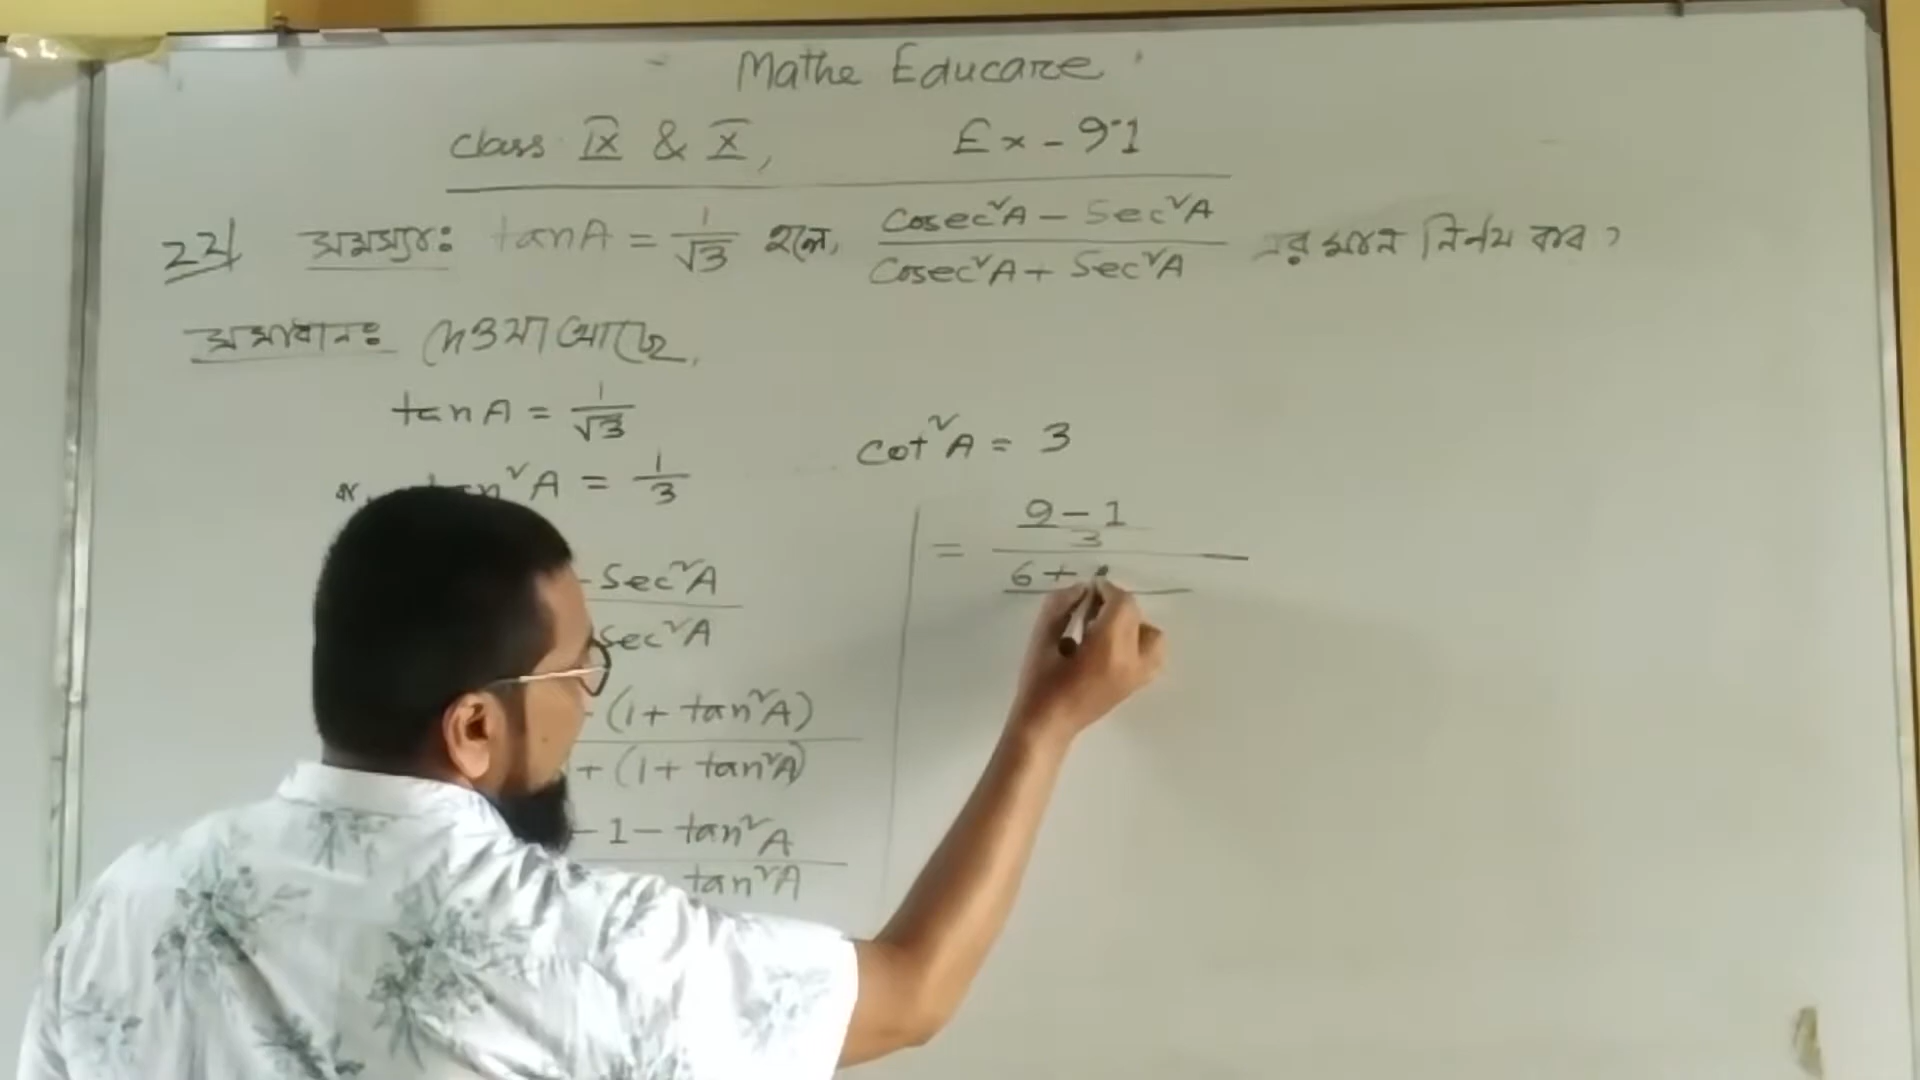 Mathe Educare
Class IX & X, Ex - 9.1
22| সমস্যাঃ tanA = 1/√3 হলে, (Cosec²A - Sec²A)/(Cosec²A + Sec²A) এর মান নির্ণয় কর ?
সমাধানঃ দেওয়া আছে,
tanA = 1/√3
বা, tan²A = 1/3
- Sec²A
Sec²A
- (1 + tan²A)
+ (1 + tan²A)
- 1 - tan²A
tan²A
cot²A = 3
= 9 - 1
3
6 +